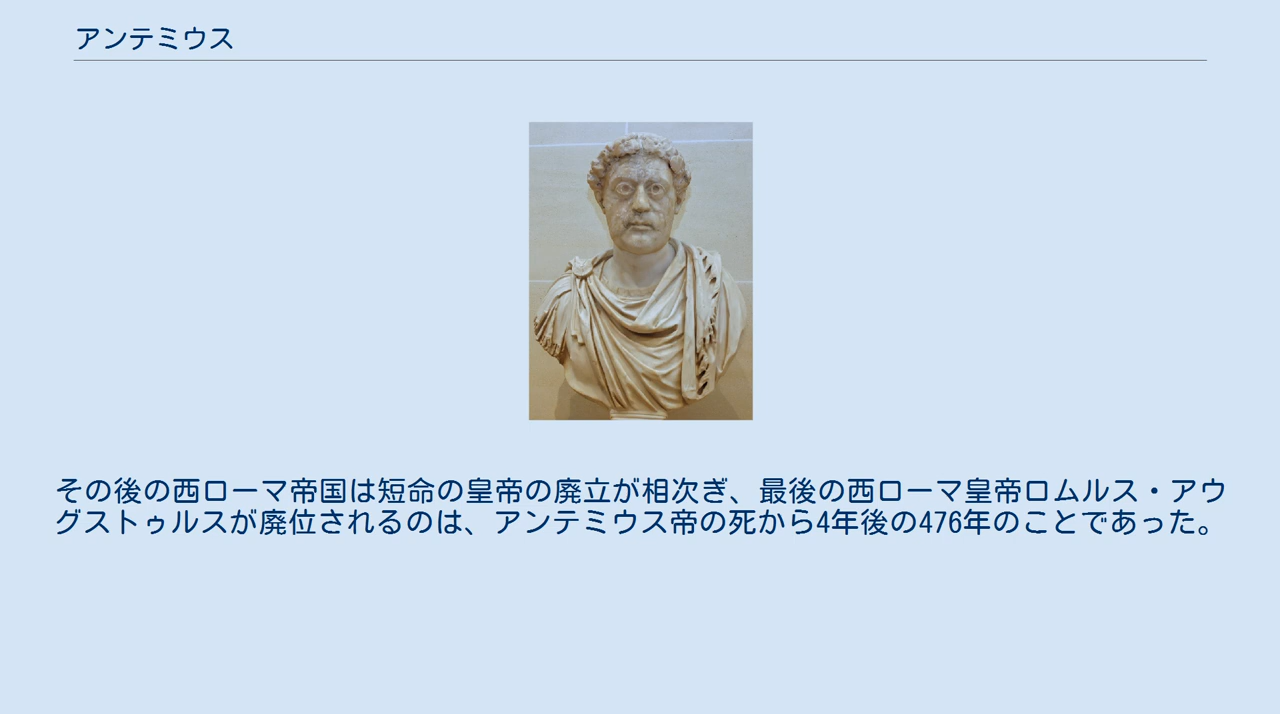 アンテミウス
その後の西ローマ帝国は短命の皇帝の廃立が相次ぎ、最後の西ローマ皇帝ロムルス・アウ
グストゥルスが廃位されるのは、アンテミウス帝の死から4年後の476年のことであった。